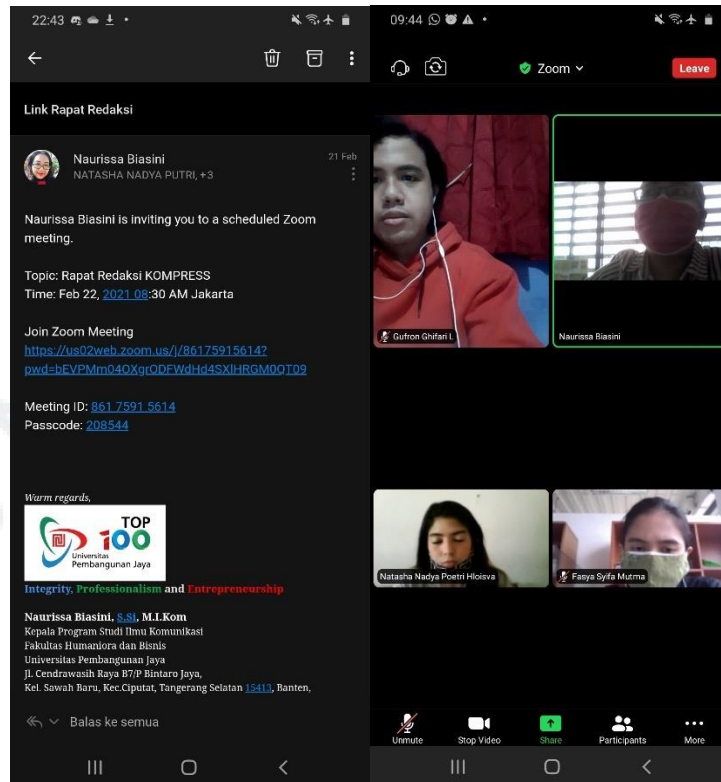 22:43
Link Rapat Redaksi
Naurissa Biasini
21 Feb
NATASHA NADYA PUTRI, +3
Naurissa Biasini is inviting you to a scheduled Zoom
meeting.
Topic: Rapat Redaksi KOMPRESS
Time: Feb 22, 2021 08:30 AM Jakarta
Join Zoom Meeting
https://us02web.zoom.us/j/86175915614?
pwd=bEVPMm04OXgrODFWdHd4SXlHRGM0QT09
Meeting ID: 861 7591 5614
Passcode: 208544
Warm regards,
TOP
100
Universitas
Pembangunan Jaya
Integrity, Professionalism and Entrepreneurship
Naurissa Biasini, S.Si, M.I.Kom
Kepala Program Studi Ilmu Komunikasi
Fakultas Humaniora dan Bisnis
Universitas Pembangunan Jaya
Jl. Cendrawasih Raya B7/P Bintaro Jaya,
Kel. Sawah Baru, Kec.Ciputat, Tangerang Selatan 15413, Banten,
Balas ke semua
09:44
Zoom
Leave
Gufron Ghifari I.
Naurissa Biasini
Natasha Nadya Poetri Hloisva
Fasya Syifa Mutma
Unmute
Stop Video
Share
Participants
More